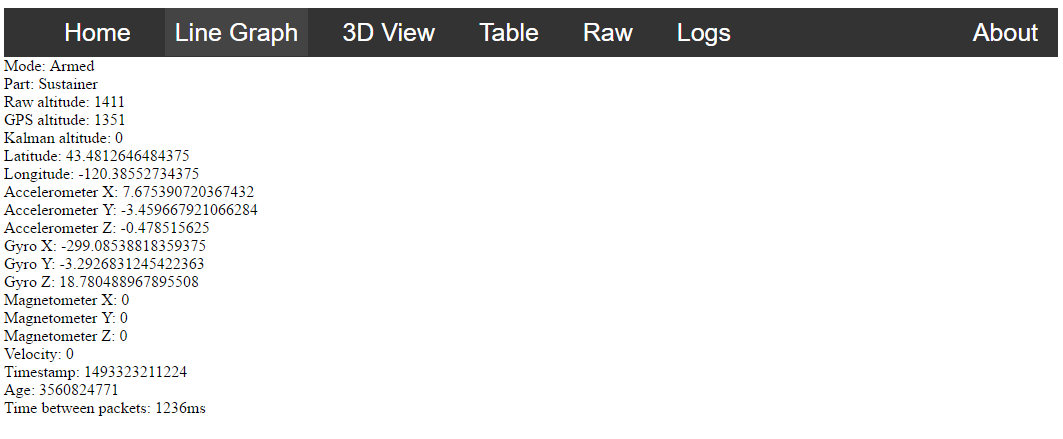 Home Line Graph 3D View Table Raw Logs About
Mode: Armed
Part: Sustainer
Raw altitude: 1411
GPS altitude: 1351
Kalman altitude: 0
Latitude: 43.4812646484375
Longitude: -120.38552734375
Accelerometer X: 7.675390720367432
Accelerometer Y: -3.459667921066284
Accelerometer Z: -0.478515625
Gyro X: -299.08538818359375
Gyro Y: -3.2926831245422363
Gyro Z: 18.780488967895508
Magnetometer X: 0
Magnetometer Y: 0
Magnetometer Z: 0
Velocity: 0
Timestamp: 1493323211224
Age: 3560824771
Time between packets: 1236ms